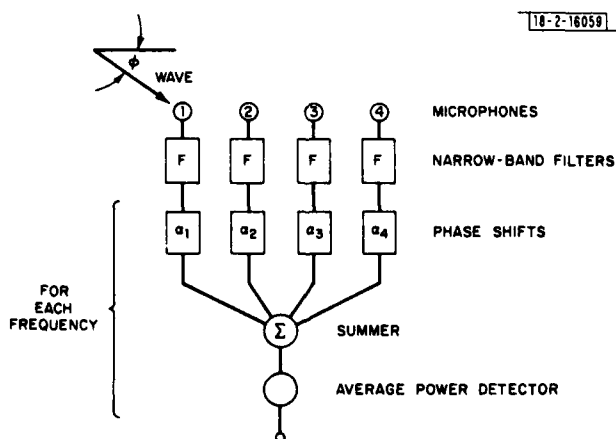 18-2-16059
ϕ
WAVE
1 2 3 4
MICROPHONES
F F F F
NARROW-BAND FILTERS
α1 α2 α3 α4
PHASE SHIFTS
FOR
EACH
FREQUENCY
Σ
SUMMER
AVERAGE POWER DETECTOR